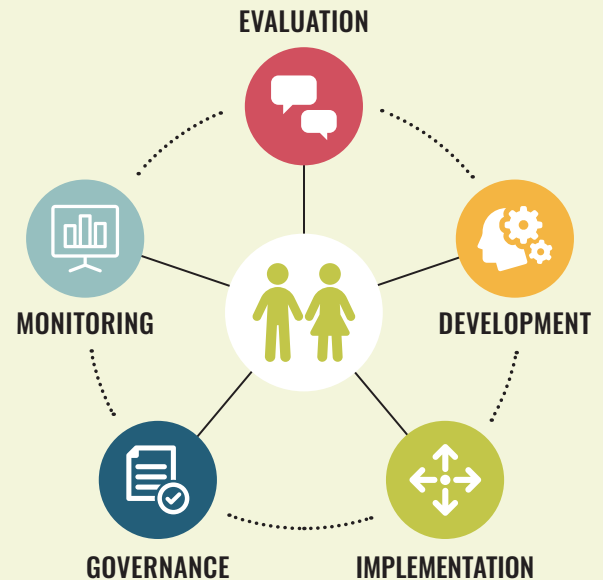 EVALUATION
MONITORING
DEVELOPMENT
GOVERNANCE
IMPLEMENTATION